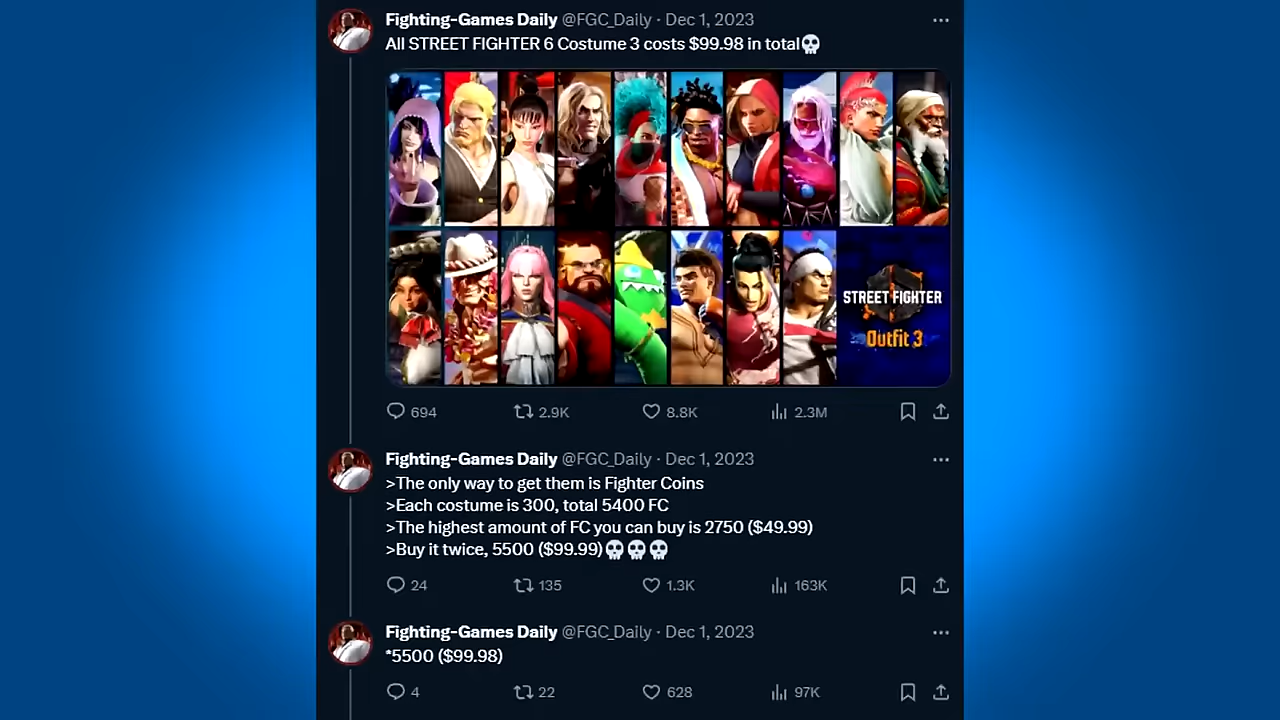 Fighting-Games Daily @FGC_Daily · Dec 1, 2023
All STREET FIGHTER 6 Costume 3 costs $99.98 in total💀
STREET FIGHTER
Outfit 3
694 2.9K 8.8K 2.3M
Fighting-Games Daily @FGC_Daily · Dec 1, 2023
>The only way to get them is Fighter Coins
>Each costume is 300, total 5400 FC
>The highest amount of FC you can buy is 2750 ($49.99)
>Buy it twice, 5500 ($99.99)💀💀💀
24 135 1.3K 163K
Fighting-Games Daily @FGC_Daily · Dec 1, 2023
*5500 ($99.98)
4 22 628 97K